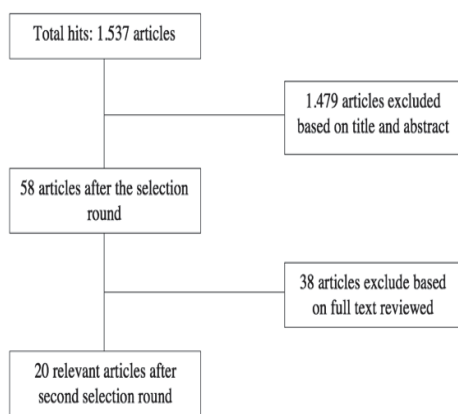 Total hits: 1.537 articles
1.479 articles excluded
based on title and abstract
58 articles after the selection
round
38 articles exclude based
on full text reviewed
20 relevant articles after
second selection round